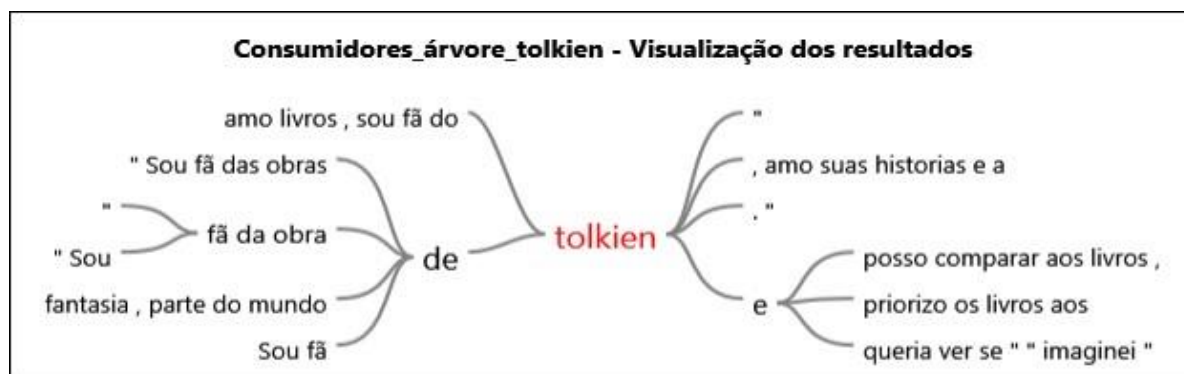 Consumidores_árvore_tolkien - Visualização dos resultados
amo livros , sou fã do
" Sou fã das obras
"
fã da obra
" Sou
fantasia , parte do mundo
Sou fã
de
tolkien
"
, amo suas historias e a
. "
e
posso comparar aos livros ,
priorizo os livros aos
queria ver se " " imaginei "